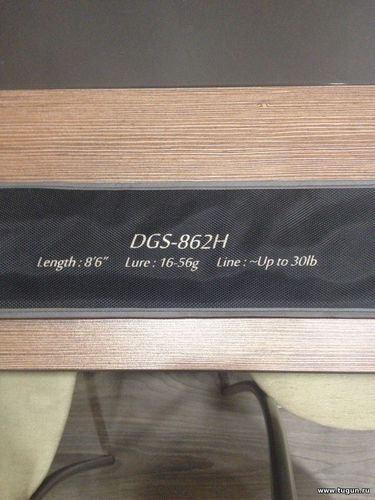 DGS-862H
Length : 8'6" Lure : 16-56g Line : ~Up to 30lb
www.tugun.ru